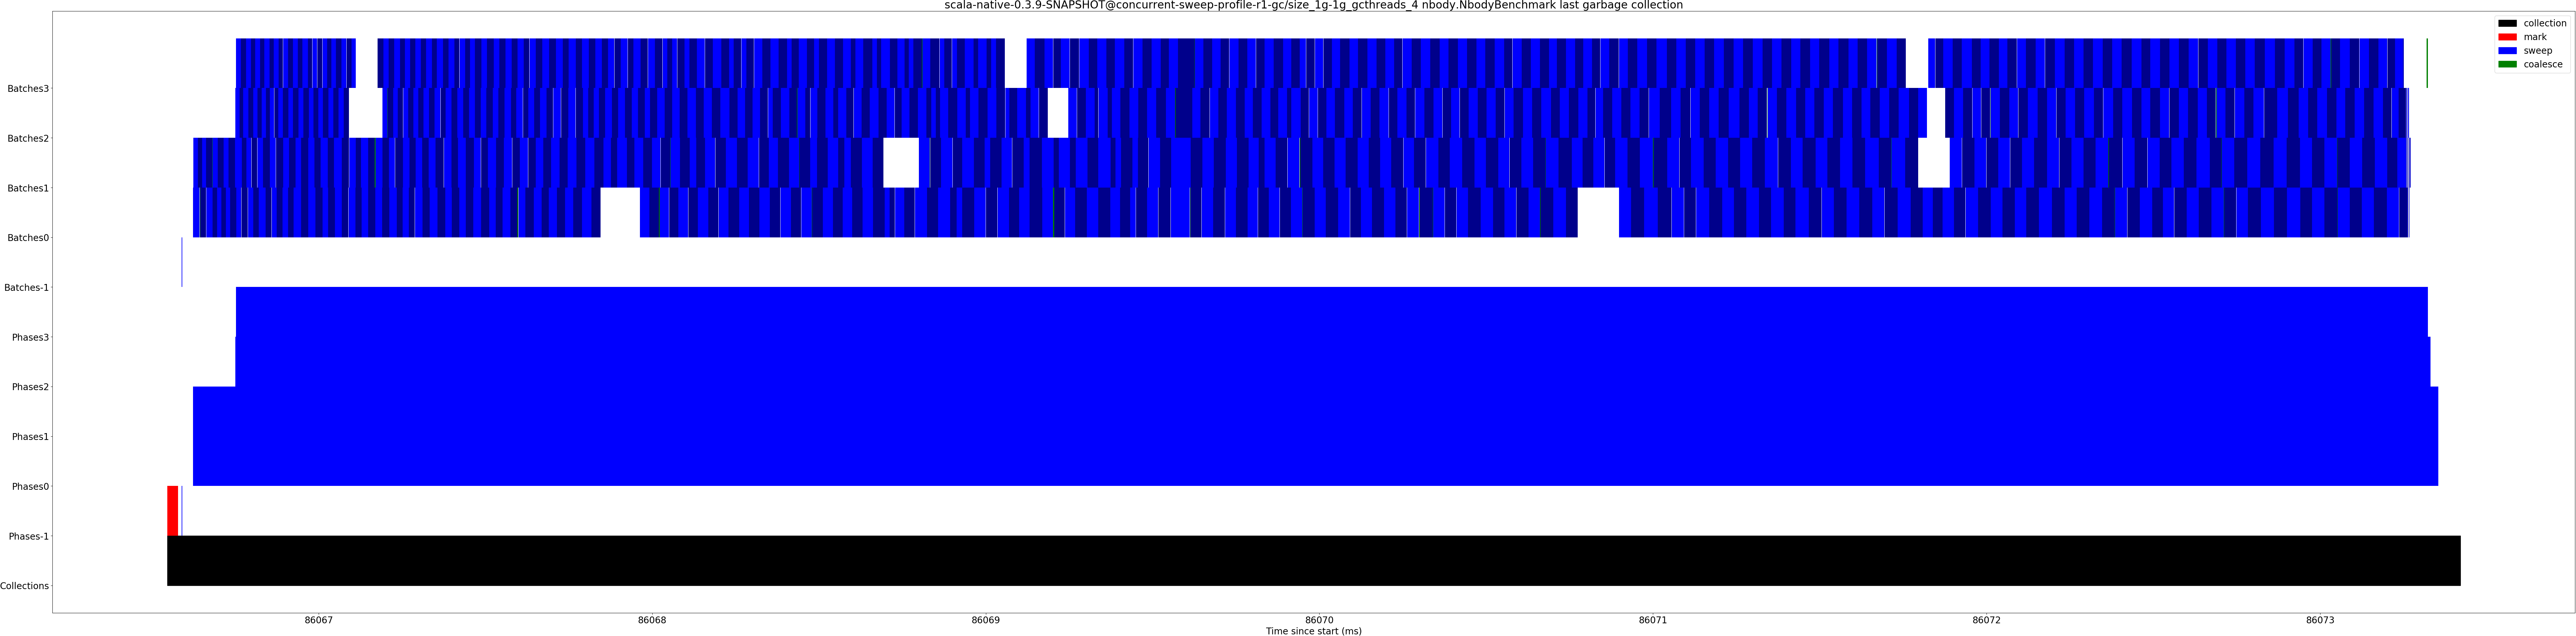 scala-native-0.3.9-SNAPSHOT@concurrent-sweep-profile-r1-gc/size_1g-1g_gcthreads_4 nbody.NbodyBenchmark last garbage collection
collection
mark
sweep
coalesce
Batches3
Batches2
Batches1
Batches0
Batches-1
Phases3
Phases2
Phases1
Phases0
Phases-1
Collections
86067 86068 86069 86070 86071 86072 86073
Time since start (ms)